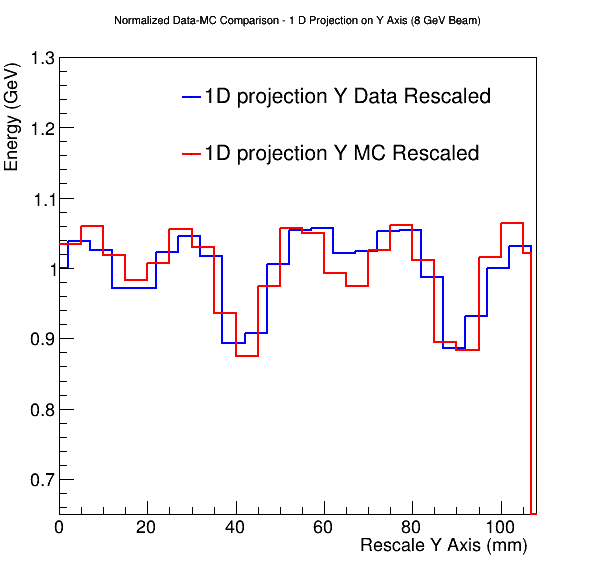 Normalized Data-MC Comparison - 1 D Projection on Y Axis (8 GeV Beam)
Energy (GeV)
1D projection Y Data Rescaled
1D projection Y MC Rescaled
1.3
1.2
1.1
1
0.9
0.8
0.7
0 20 40 60 80 100
Rescale Y Axis (mm)